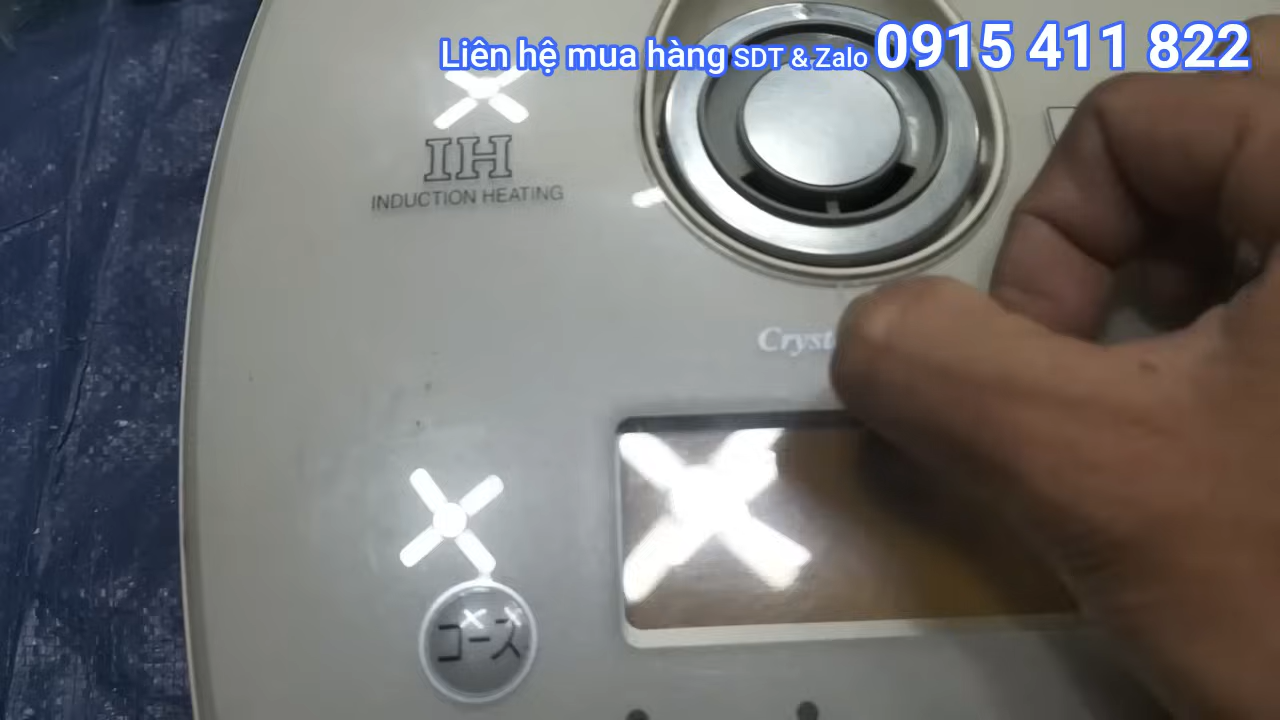 Liên hệ mua hàng SDT & Zalo 0915 411 822
IH
INDUCTION HEATING
コース